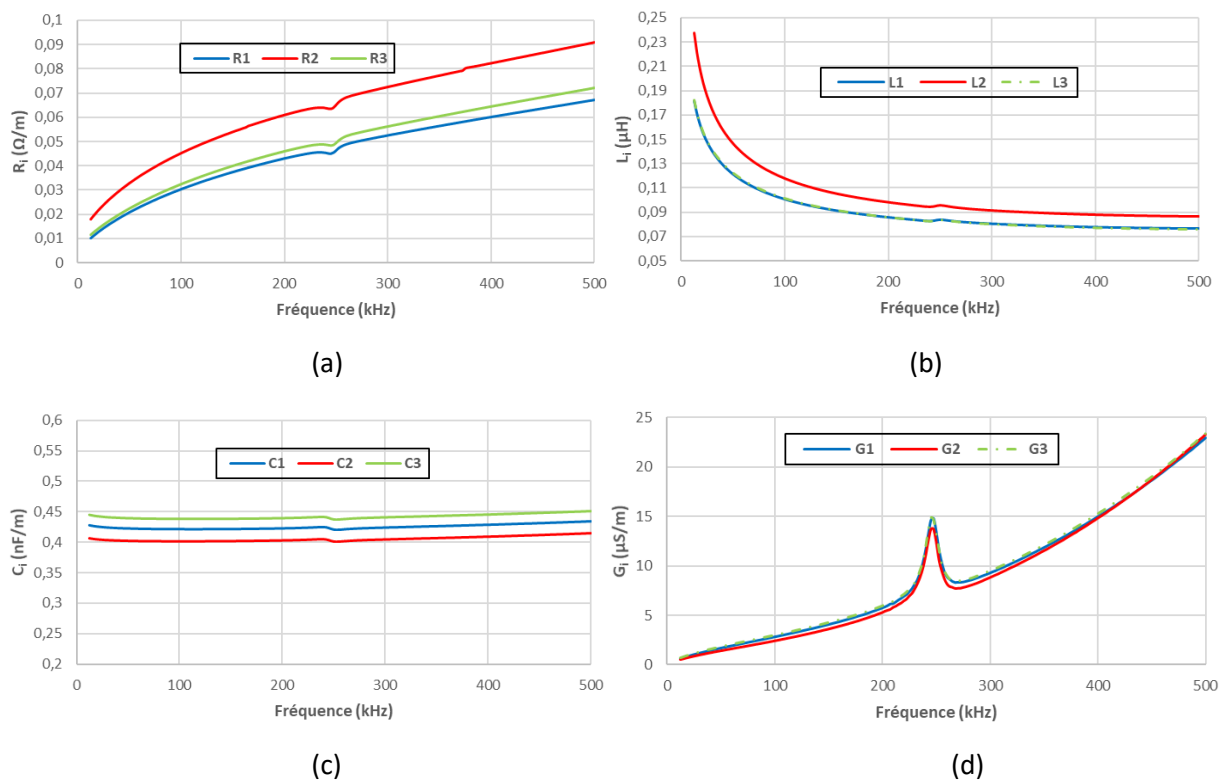 0,1
0,09
0,08
0,07
0,06
0,05
0,04
0,03
0,02
0,01
0
R1 R2 R3
Ri (Ω/m)
0 100 200 300 400 500
Fréquence (kHz)
(a)
0,25
0,23
0,21
0,19
0,17
0,15
0,13
0,11
0,09
0,07
0,05
L1 L2 L3
Li (µH)
0 100 200 300 400 500
Fréquence (kHz)
(b)
0,6
0,55
0,5
0,45
0,4
0,35
0,3
0,25
0,2
C1 C2 C3
Ci (nF/m)
0 100 200 300 400 500
Fréquence (kHz)
(c)
25
20
15
10
5
0
G1 G2 G3
Gi (µS/m)
0 100 200 300 400 500
Fréquence (kHz)
(d)